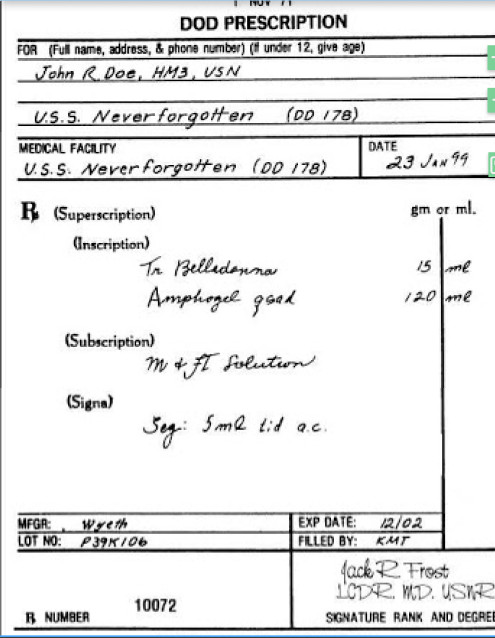 1 NOV 71
DOD PRESCRIPTION
FOR (Full name, address, & phone number) (If under 12, give age)
John R. Doe, HM3, USN
U.S.S. Neverforgotten (DD 178)
MEDICAL FACILITY
U.S.S. Neverforgotten (DD 178)
DATE
23 JAN 99
℞ (Superscription)
gm or ml.
(Inscription)
Tr Belladonna 15 ml
Amphogel qsad 120 ml
(Subscription)
M & FT Solution
(Signa)
Sig: 5ml tid a.c.
MFGR: Wyeth
EXP DATE: 12/02
LOT NO: P39K106
FILLED BY: KMT
Jack R. Frost
LCDR MD USNR
℞ NUMBER 10072
SIGNATURE RANK AND DEGREE